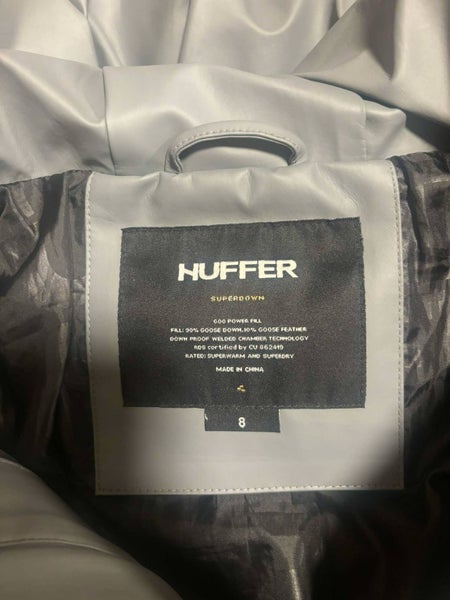 HUFFER
SUPERDOWN
600 POWER FILL
FILL: 90% GOOSE DOWN, 10% GOOSE FEATHER
DOWN PROOF WELDED CHAMBER TECHNOLOGY
RDS certified by CU 862419
RATED: SUPERWARM AND SUPERDRY
MADE IN CHINA
8